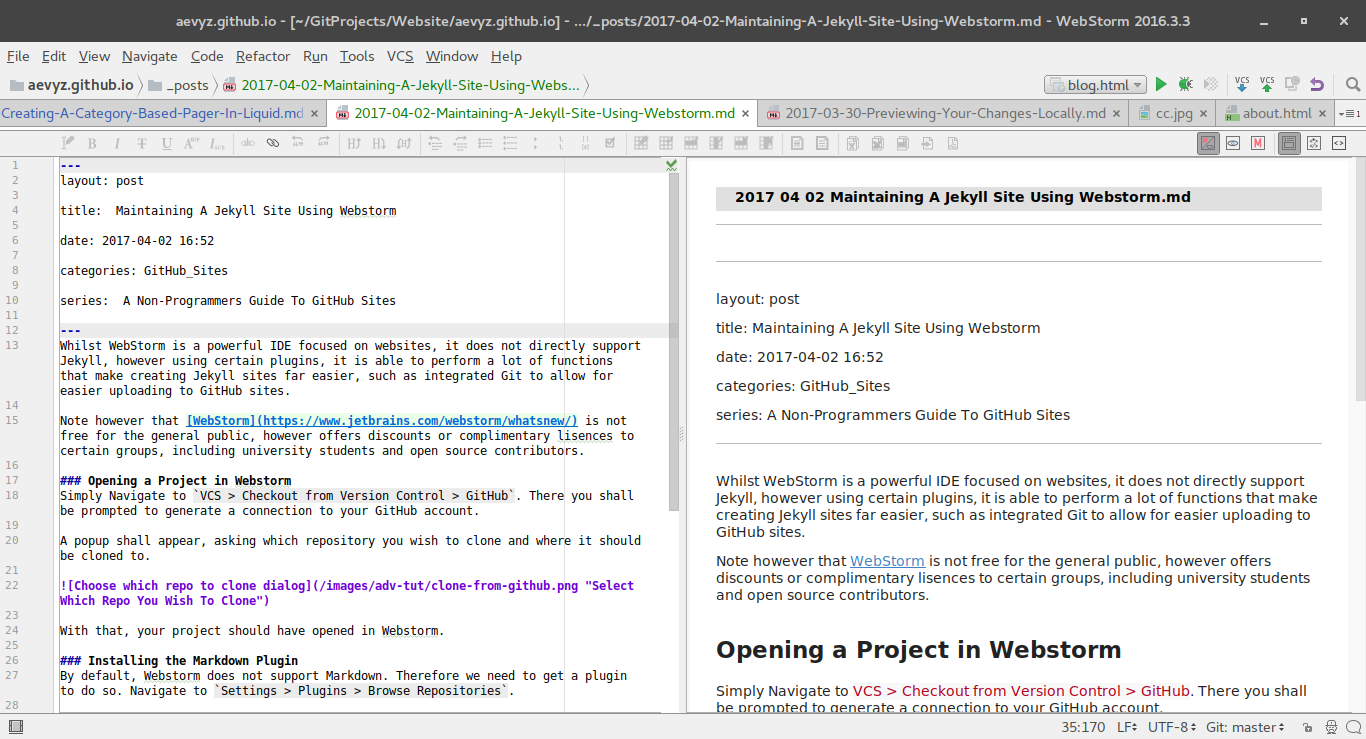 aevyz.github.io - [~/GitProjects/Website/aevyz.github.io] - .../_posts/2017-04-02-Maintaining-A-Jekyll-Site-Using-Webstorm.md - WebStorm 2016.3.3
File Edit View Navigate Code Refactor Run Tools VCS Window Help
aevyz.github.io _posts 2017-04-02-Maintaining-A-Jekyll-Site-Using-Webs... blog.html VCS VCS
Creating-A-Category-Based-Pager-In-Liquid.md 2017-04-02-Maintaining-A-Jekyll-Site-Using-Webstorm.md 2017-03-30-Previewing-Your-Changes-Locally.md cc.jpg about.html
1 ---
2 layout: post
3
4 title:  Maintaining A Jekyll Site Using Webstorm
5
6 date: 2017-04-02 16:52
7
8 categories: GitHub_Sites
9
10 series:  A Non-Programmers Guide To GitHub Sites
11
12 ---
13 Whilst WebStorm is a powerful IDE focused on websites, it does not directly support
Jekyll, however using certain plugins, it is able to perform a lot of functions
that make creating Jekyll sites far easier, such as integrated Git to allow for
easier uploading to GitHub sites.
14
15 Note however that [WebStorm](https://www.jetbrains.com/webstorm/whatsnew/) is not
free for the general public, however offers discounts or complimentary lisences to
certain groups, including university students and open source contributors.
16
17 ### Opening a Project in Webstorm
18 Simply Navigate to `VCS > Checkout from Version Control > GitHub`. There you shall
be prompted to generate a connection to your GitHub account.
19
20 A popup shall appear, asking which repository you wish to clone and where it should
be cloned to.
21
22 ![Choose which repo to clone dialog](/images/adv-tut/clone-from-github.png "Select
Which Repo You Wish To Clone")
23
24 With that, your project should have opened in Webstorm.
25
26 ### Installing the Markdown Plugin
27 By default, Webstorm does not support Markdown. Therefore we need to get a plugin
to do so. Navigate to `Settings > Plugins > Browse Repositories`.
28
2017 04 02 Maintaining A Jekyll Site Using Webstorm.md
layout: post
title: Maintaining A Jekyll Site Using Webstorm
date: 2017-04-02 16:52
categories: GitHub_Sites
series: A Non-Programmers Guide To GitHub Sites
Whilst WebStorm is a powerful IDE focused on websites, it does not directly support
Jekyll, however using certain plugins, it is able to perform a lot of functions that make
creating Jekyll sites far easier, such as integrated Git to allow for easier uploading to
GitHub sites.
Note however that WebStorm is not free for the general public, however offers
discounts or complimentary lisences to certain groups, including university students
and open source contributors.
Opening a Project in Webstorm
Simply Navigate to VCS > Checkout from Version Control > GitHub. There you shall
be prompted to generate a connection to your GitHub account.
35:170 LF UTF-8 Git: master